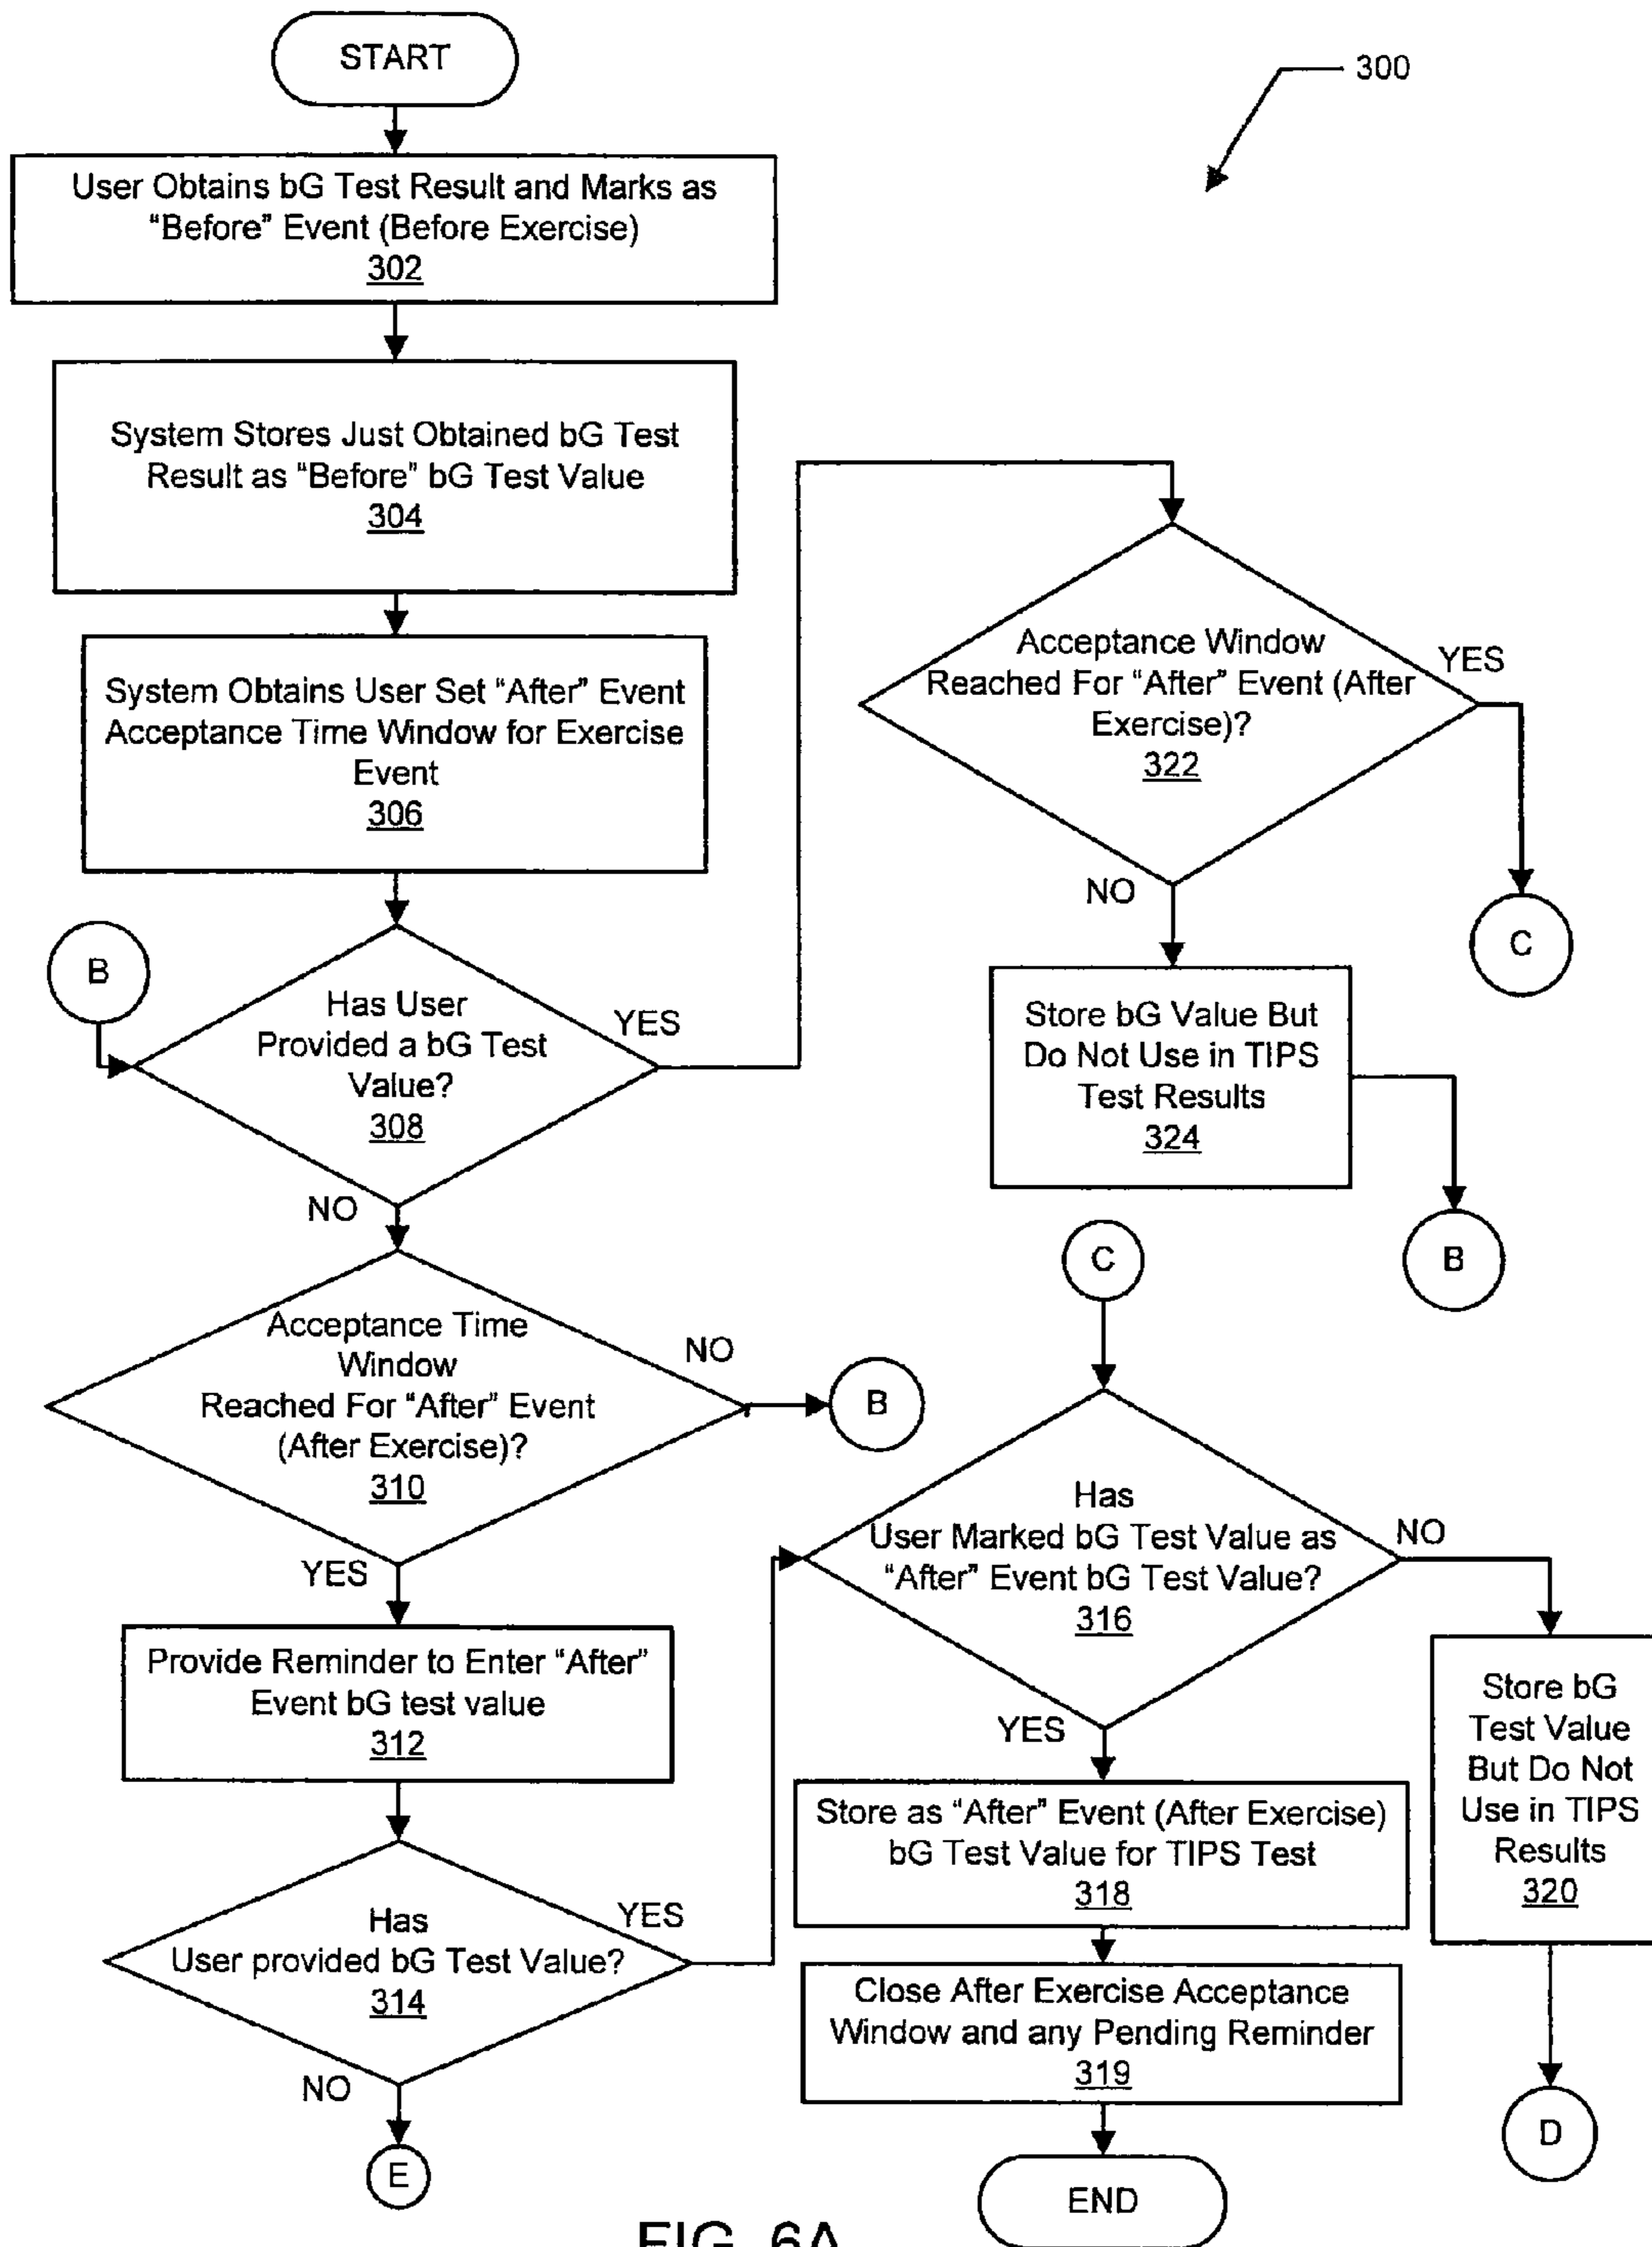 START
300
User Obtains bG Test Result and Marks as
“Before” Event (Before Exercise)
302
System Stores Just Obtained bG Test
Result as “Before” bG Test Value
304
System Obtains User Set “After” Event
Acceptance Time Window for Exercise
Event
306
B
Has User
Provided a bG Test
Value?
308
YES
NO
Acceptance Time
Window
Reached For “After” Event
(After Exercise)?
310
NO
B
YES
Provide Reminder to Enter “After”
Event bG test value
312
Has
User provided bG Test Value?
314
YES
NO
E
Acceptance Window
Reached For “After” Event (After
Exercise)?
322
YES
C
NO
Store bG Value But
Do Not Use in TIPS
Test Results
324
B
C
Has
User Marked bG Test Value as
“After” Event bG Test Value?
316
NO
YES
Store as “After” Event (After Exercise)
bG Test Value for TIPS Test
318
Close After Exercise Acceptance
Window and any Pending Reminder
319
END
Store bG
Test Value
But Do Not
Use in TIPS
Results
320
D
FIG. 6A